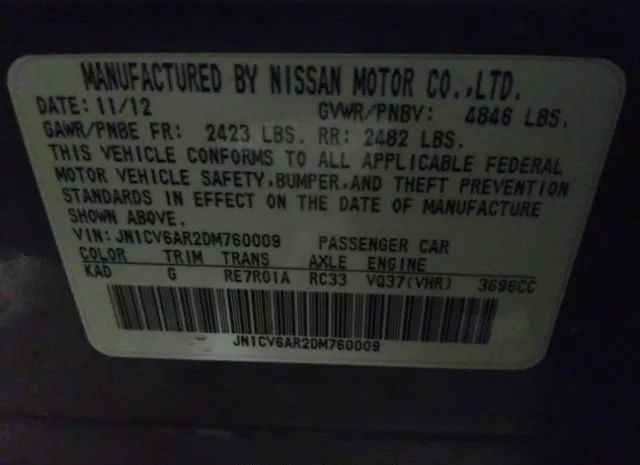 MANUFACTURED BY NISSAN MOTOR CO.,LTD.
DATE: 11/12 GVWR/PNBV: 4846 LBS.
GAWR/PNBE FR: 2423 LBS. RR: 2482 LBS.
THIS VEHICLE CONFORMS TO ALL APPLICABLE FEDERAL
MOTOR VEHICLE SAFETY,BUMPER,AND THEFT PREVENTION
STANDARDS IN EFFECT ON THE DATE OF MANUFACTURE
SHOWN ABOVE.
VIN: JN1CV6AR2DM760009 PASSENGER CAR
COLOR TRIM TRANS AXLE ENGINE
KAD G RE7R01A RC33 VQ37(VHR) 3696CC
JN1CV6AR2DM760009